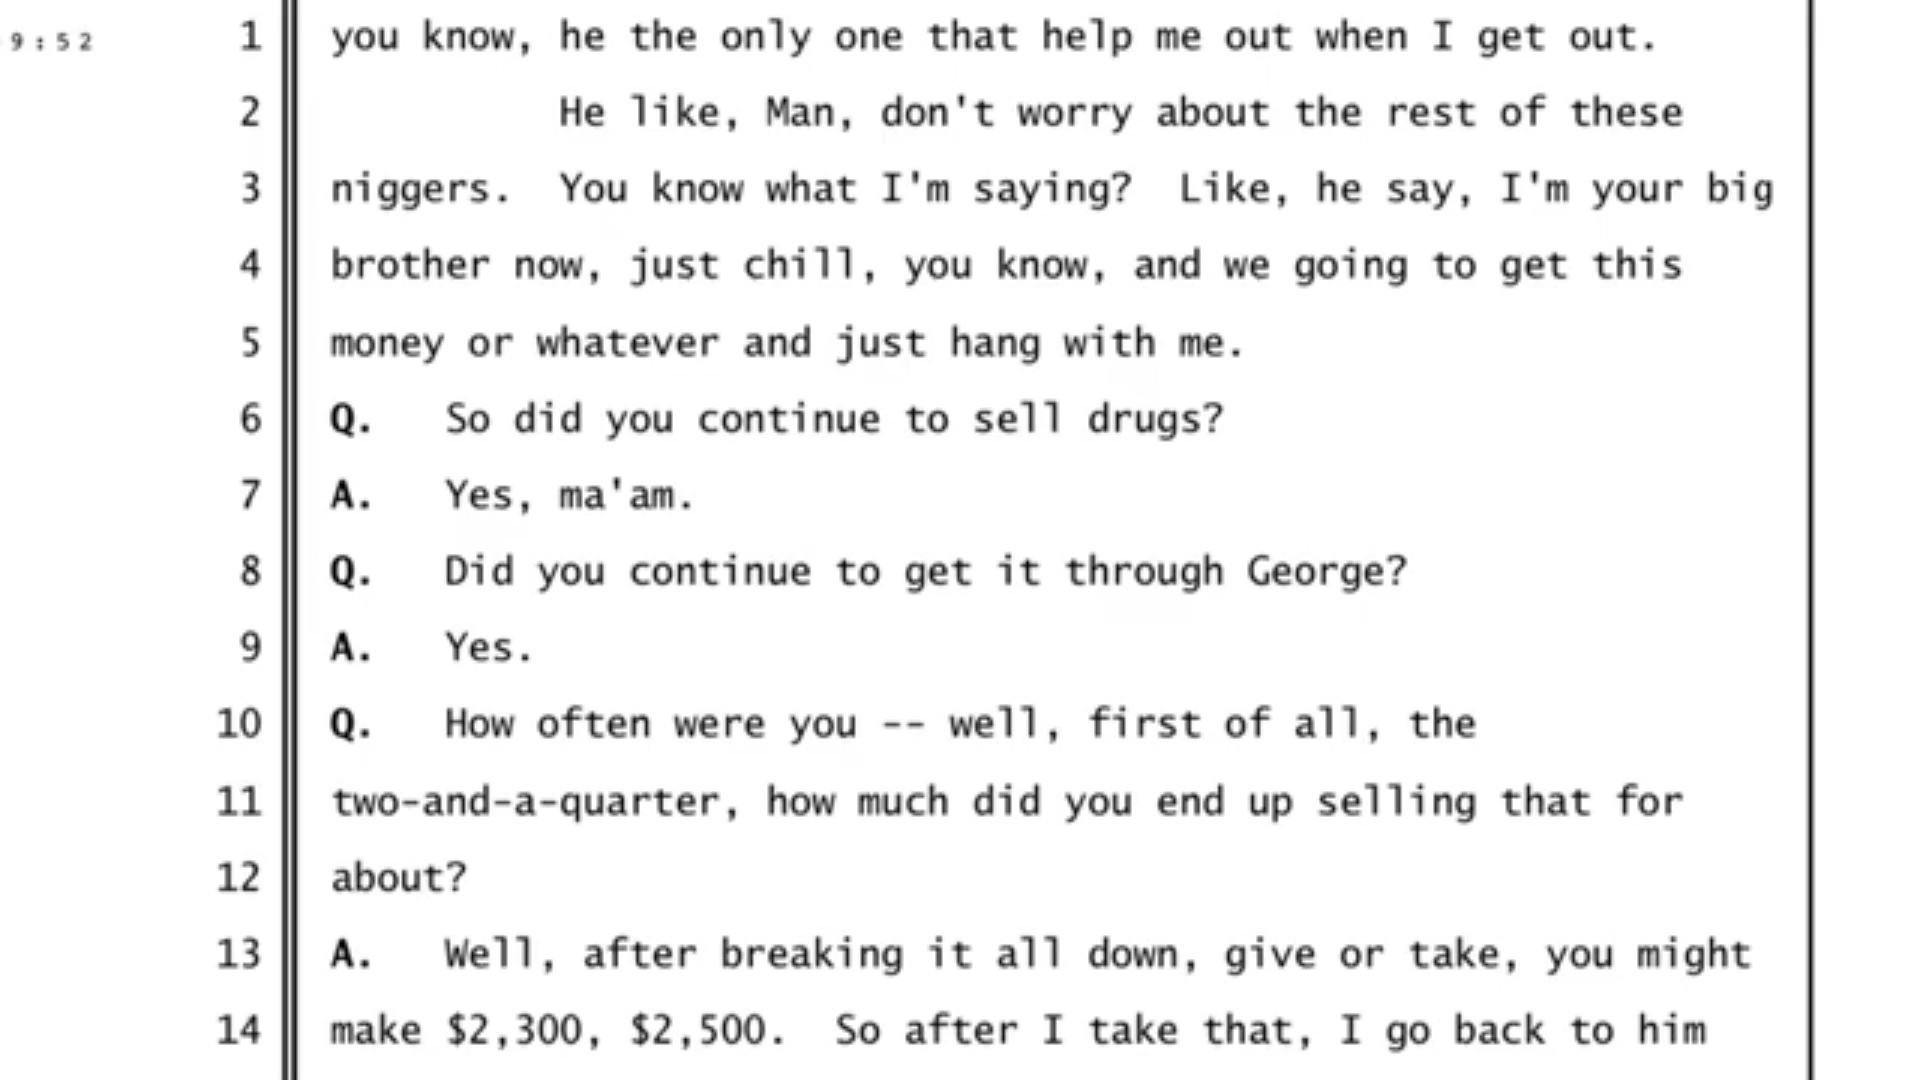 9:52
1 you know, he the only one that help me out when I get out.
2 He like, Man, don't worry about the rest of these
3 niggers. You know what I'm saying? Like, he say, I'm your big
4 brother now, just chill, you know, and we going to get this
5 money or whatever and just hang with me.
6 Q. So did you continue to sell drugs?
7 A. Yes, ma'am.
8 Q. Did you continue to get it through George?
9 A. Yes.
10 Q. How often were you -- well, first of all, the
11 two-and-a-quarter, how much did you end up selling that for
12 about?
13 A. Well, after breaking it all down, give or take, you might
14 make $2,300, $2,500. So after I take that, I go back to him